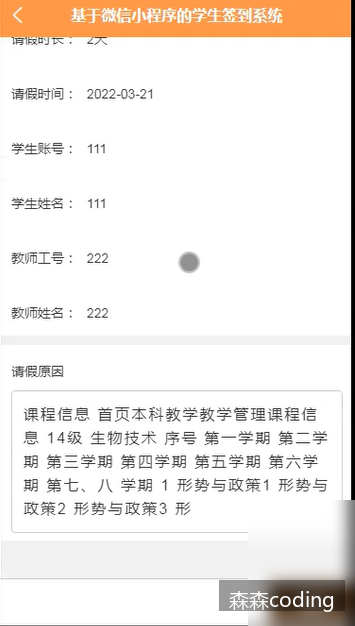 基于微信小程序的学生签到系统
请假时长： 2天
请假时间： 2022-03-21
学生账号： 111
学生姓名： 111
教师工号： 222
教师姓名： 222
请假原因
课程信息 首页本科教学教学管理课程信
息 14级 生物技术 序号 第一学期 第二学
期 第三学期 第四学期 第五学期 第六学
期 第七、八 学期 1 形势与政策1 形势与
政策2 形势与政策3 形
森森coding